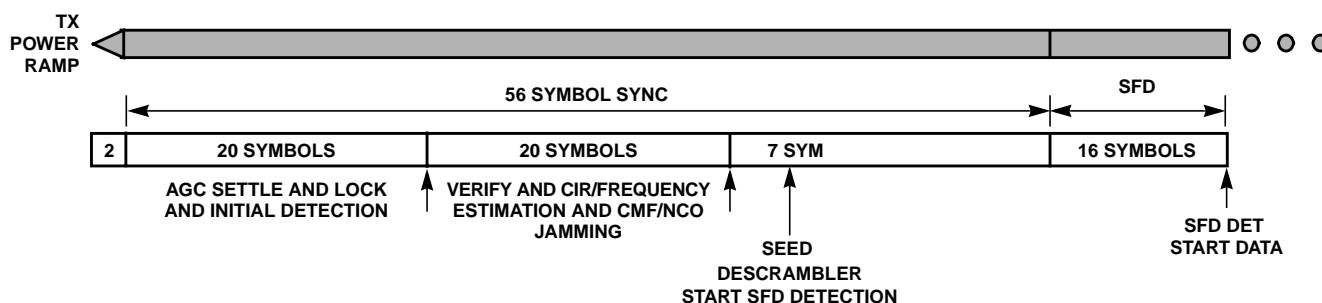 TX
POWER
RAMP
56 SYMBOL SYNC
SFD
2
20 SYMBOLS
20 SYMBOLS
7 SYM
16 SYMBOLS
AGC SETTLE AND LOCK
AND INITIAL DETECTION
VERIFY AND CIR/FREQUENCY
ESTIMATION AND CMF/NCO
JAMMING
SEED
DESCRAMBLER
START SFD DETECTION
SFD DET
START DATA